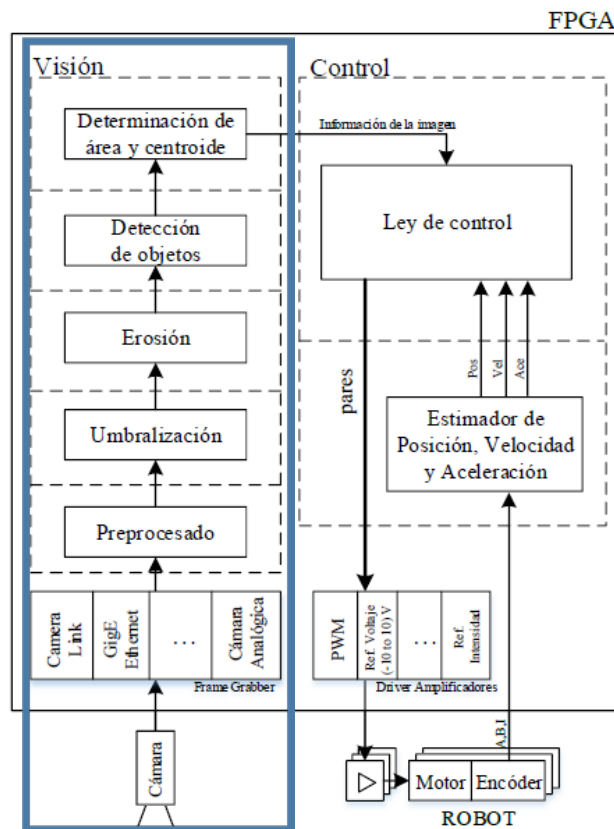 FPGA
Visión
Control
Determinación de
área y centroide
Información de la imagen
Ley de control
Detección
de objetos
Erosión
Pos
Vel
Ace
pares
Umbralización
Estimador de
Posición, Velocidad
y Aceleración
Preprocesado
Camera
Link
GigE
Ethernet
...
Cámara
Analógica
Frame Grabber
PWM
Ref. Voltaje
(-10 to 10) V
...
Ref.
Intensidad
Driver Amplificadores
A,B,I
Cámara
Motor
Encóder
ROBOT